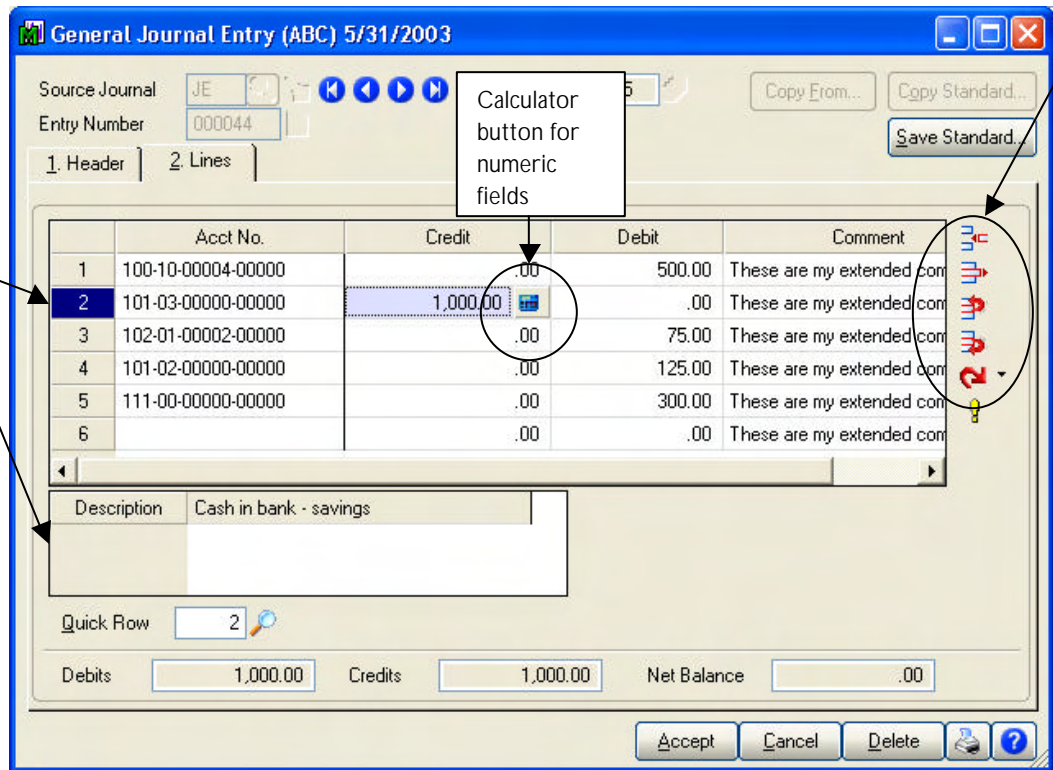 General Journal Entry (ABC) 5/31/2003
Source Journal JE 5 Copy From... Copy Standard...
Entry Number 000044 Save Standard..
Calculator
button for
numeric
fields
1. Header 2. Lines
Acct No. Credit Debit Comment
1 100-10-00004-00000 .00 500.00 These are my extended com
2 101-03-00000-00000 1,000.00 .00 These are my extended com
3 102-01-00002-00000 .00 75.00 These are my extended com
4 101-02-00000-00000 .00 125.00 These are my extended com
5 111-00-00000-00000 .00 300.00 These are my extended com
6 .00 .00 These are my extended com
Description Cash in bank - savings
Quick Row 2
Debits 1,000.00 Credits 1,000.00 Net Balance .00
Accept Cancel Delete ?